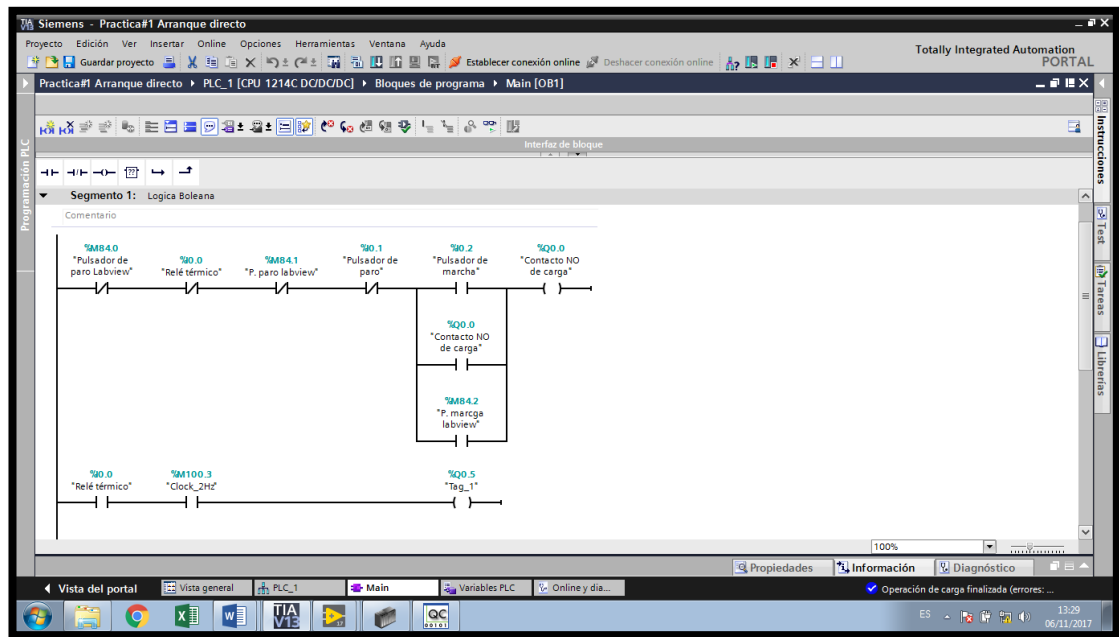 Siemens - Practica#1 Arranque directo
Proyecto Edición Ver Insertar Online Opciones Herramientas Ventana Ayuda
Totally Integrated Automation
PORTAL
Guardar proyecto Establecer conexión online Deshacer conexión online
Practica#1 Arranque directo PLC_1 [CPU 1214C DC/DC/DC] Bloques de programa Main [OB1]
Programación PLC
Interfaz de bloque
Instrucciones
Test
Tareas
Librerías
Segmento 1: Logica Boleana
Comentario
%M84.0
"Pulsador de
paro Labview"
%I0.0
"Relé térmico"
%M84.1
"P. paro labview"
%I0.1
"Pulsador de
paro"
%I0.2
"Pulsador de
marcha"
%Q0.0
"Contacto NO
de carga"
%Q0.0
"Contacto NO
de carga"
%M84.2
"P. marcga
labview"
%I0.0
"Relé térmico"
%M100.3
"Clock_2Hz"
%Q0.5
"Tag_1"
100%
Propiedades Información Diagnóstico
Vista del portal Vista general PLC_1 Main Variables PLC Online y dia... Operación de carga finalizada (errores: ...
TIA
V13
QC
ES
13:29
06/11/2017